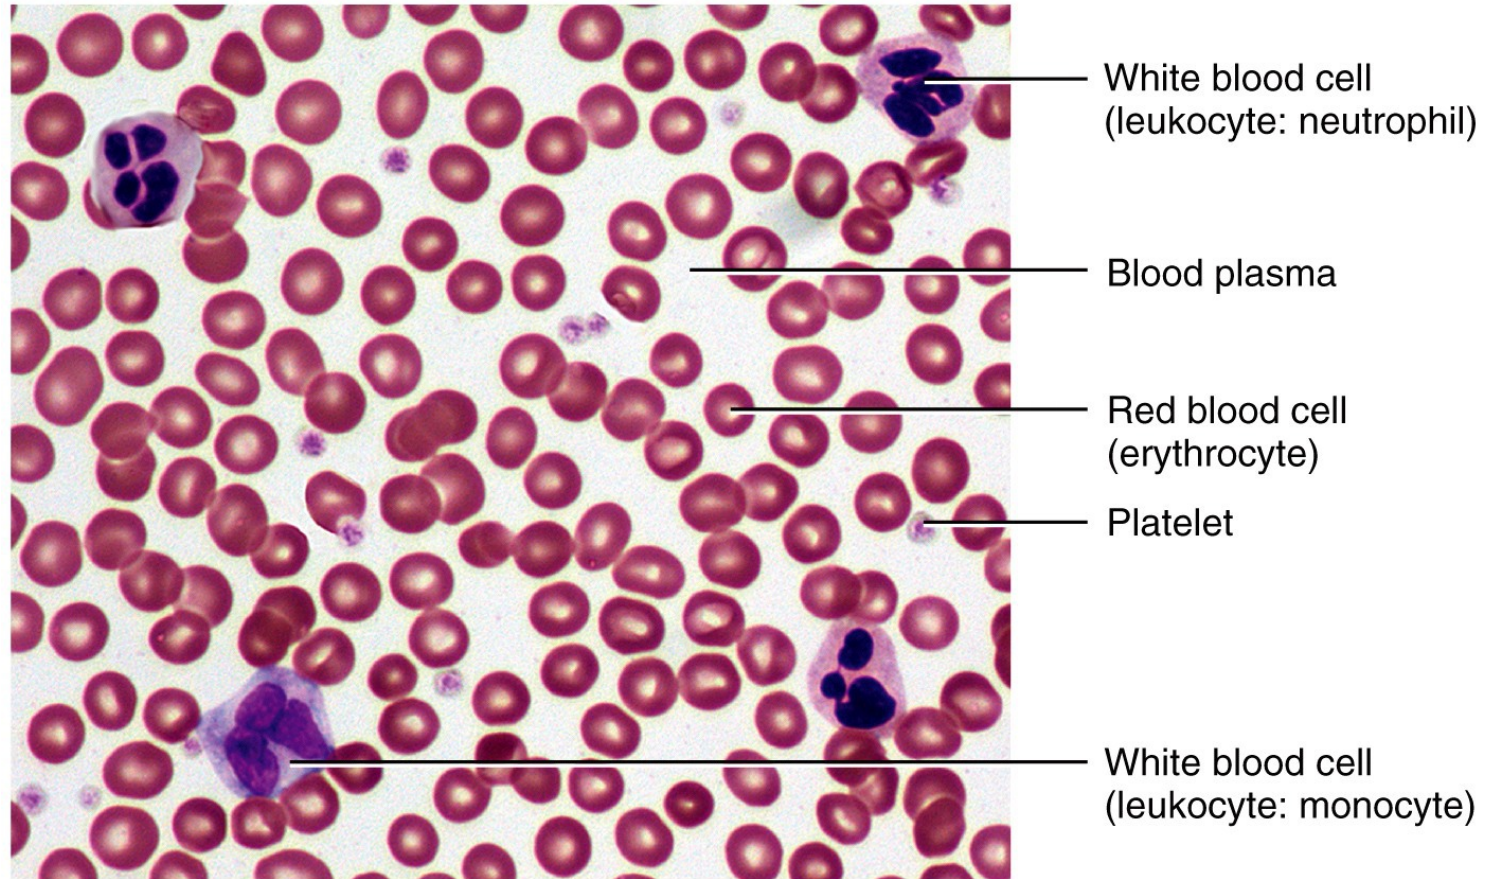 White blood cell
(leukocyte: neutrophil)
Blood plasma
Red blood cell
(erythrocyte)
Platelet
White blood cell
(leukocyte: monocyte)